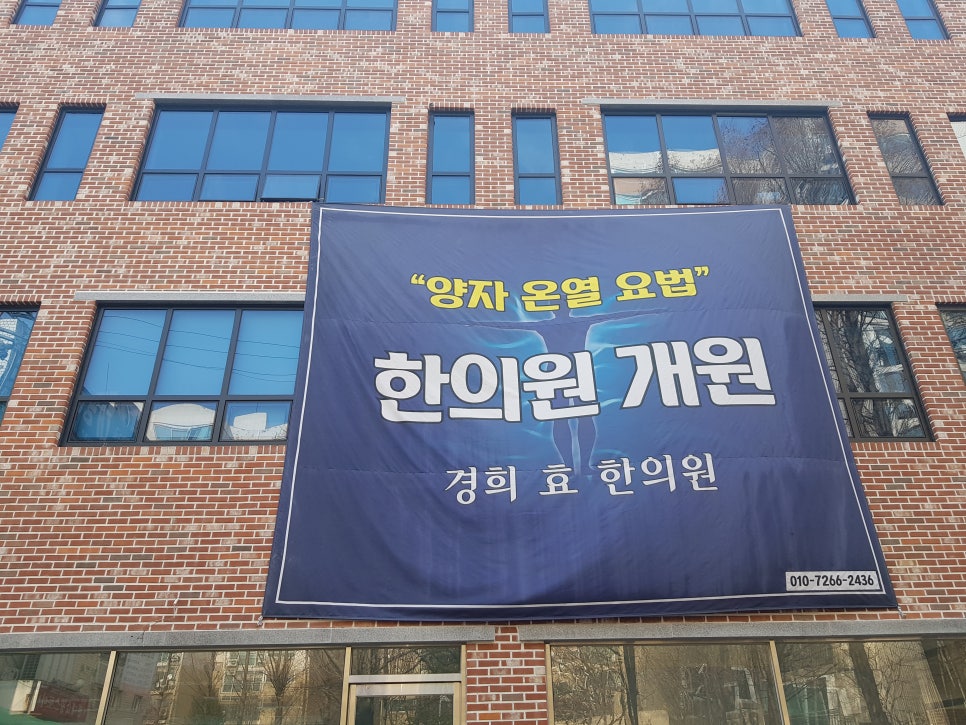 “양자 온열 요법”
한의원 개원
경희 효 한의원
010-7266-2436